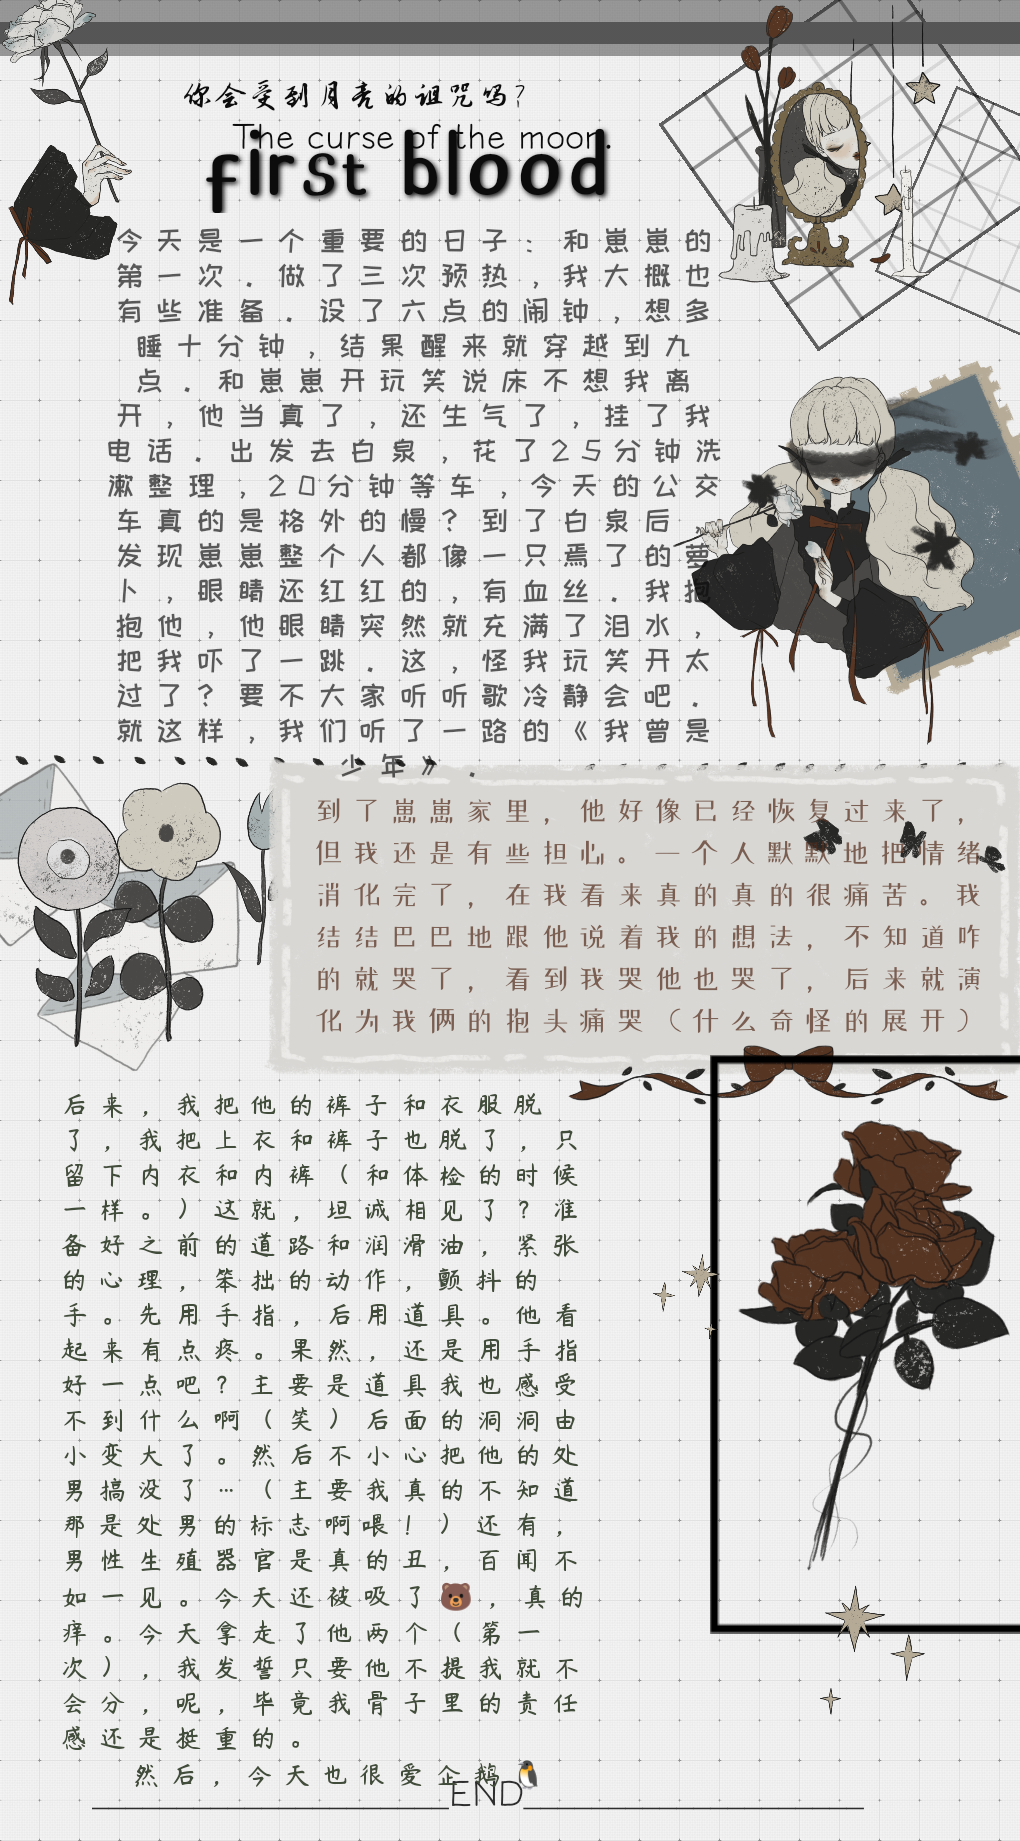 你会受到月亮的诅咒吗?
The curse of the moon.
first blood
今天是一个重要的日子：和崽崽的
第一次．做了三次预热，我大概也
有些准备．设了六点的闹钟，想多
睡十分钟，结果醒来就穿越到九
点．和崽崽开玩笑说床不想我离
开，他当真了，还生气了，挂了我
电话．出发去白泉，花了25分钟洗
漱整理，20分钟等车，今天的公交
车真的是格外的慢？到了白泉后，
发现崽崽整个人都像一只焉了的萝
卜，眼睛还红红的，有血丝．我抱
抱他，他眼睛突然就充满了泪水，
把我吓了一跳．这，怪我玩笑开太
过了？要不大家听听歌冷静会吧．
就这样，我们听了一路的《我曾是
少年》．
到了崽崽家里，他好像已经恢复过来了，
但我还是有些担心。一个人默默地把情绪
消化完了，在我看来真的真的很痛苦。我
结结巴巴地跟他说着我的想法，不知道咋
的就哭了，看到我哭他也哭了，后来就演
化为我俩的抱头痛哭（什么奇怪的展开）
后来，我把他的裤子和衣服脱
了，我把上衣和裤子也脱了，只
留下内衣和内裤（和体检的时候
一样。）这就，坦诚相见了？准
备好之前的道路和润滑油，紧张
的心理，笨拙的动作，颤抖的
手。先用手指，后用道具。他看
起来有点疼。果然，还是用手指
好一点吧？主要是道具我也感受
不到什么啊（笑）后面的洞洞由
小变大了。然后不小心把他的处
男搞没了…（主要我真的不知道
那是处男的标志啊喂！）还有，
男性生殖器官是真的丑，百闻不
如一见。今天还被吸了🐻，真的
痒。今天拿走了他两个（第一
次），我发誓只要他不提我就不
会分，呢，毕竟我骨子里的责任
感还是挺重的。
然后，今天也很爱企鹅🐧
END